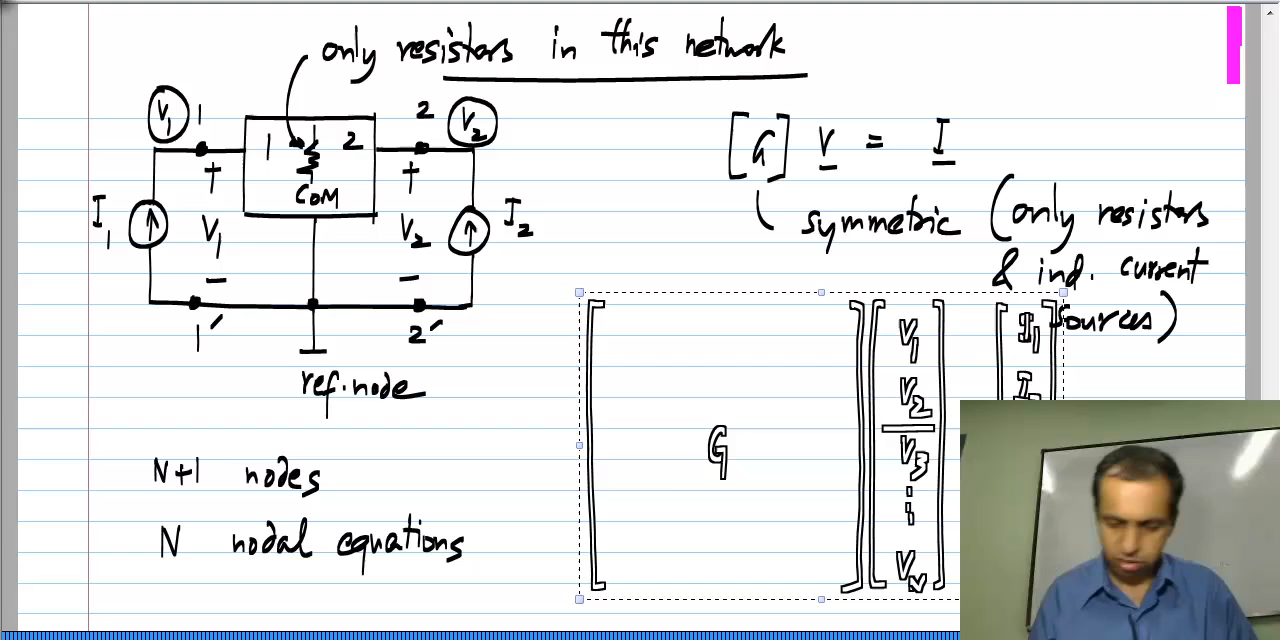 only resistors in this network
V1 1 2 V2
1 2
COM
+ +
I1 V1 V2 I2
- -
1' 2'
ref. node
N+1 nodes
N nodal equations
[G] V = I
symmetric (only resistors
& ind. current
sources)
G
V1
V2
V3
⋮
VN
I1